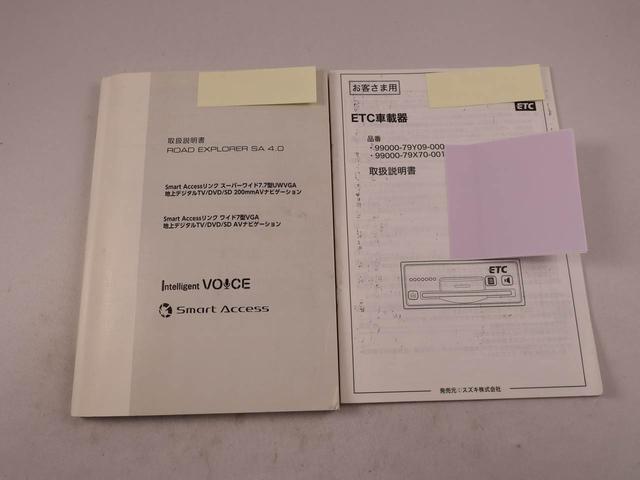 取扱説明書
ROAD EXPLORER SA 4.0
Smart Accessリンク スーパーワイド7.7型UWVGA
地上デジタルTV/DVD/SD 200mmAVナビゲーション
Smart Accessリンク ワイド7型VGA
地上デジタルTV/DVD/SD AVナビゲーション
Intelligent VOICE
Smart Access
お客さま用
ETC
ETC車載器
品番
・99000-79Y09-000
・99000-79X70-001
取扱説明書
ETC
発売元：スズキ株式会社